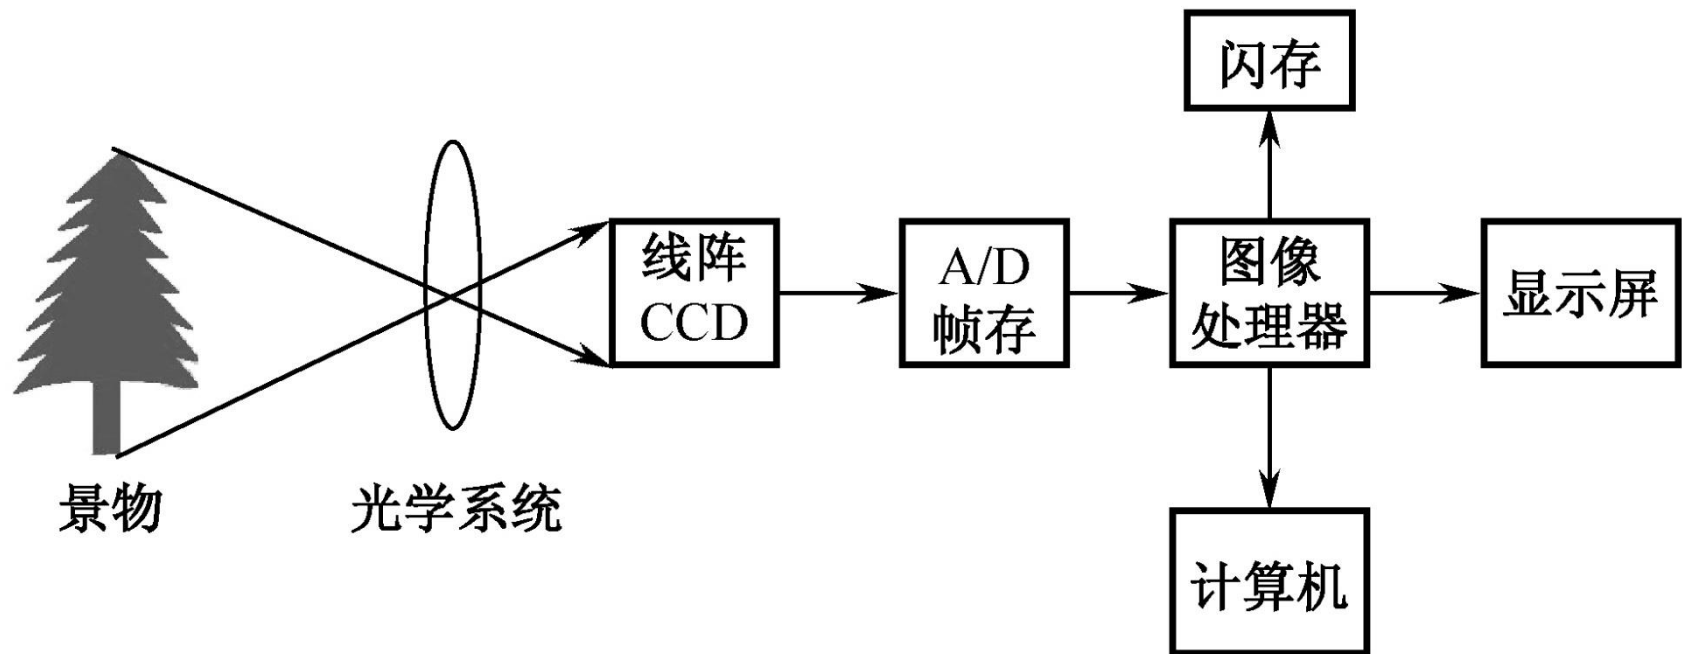 闪存
线阵
CCD
A/D
帧存
图像
处理器
显示屏
景物
光学系统
计算机